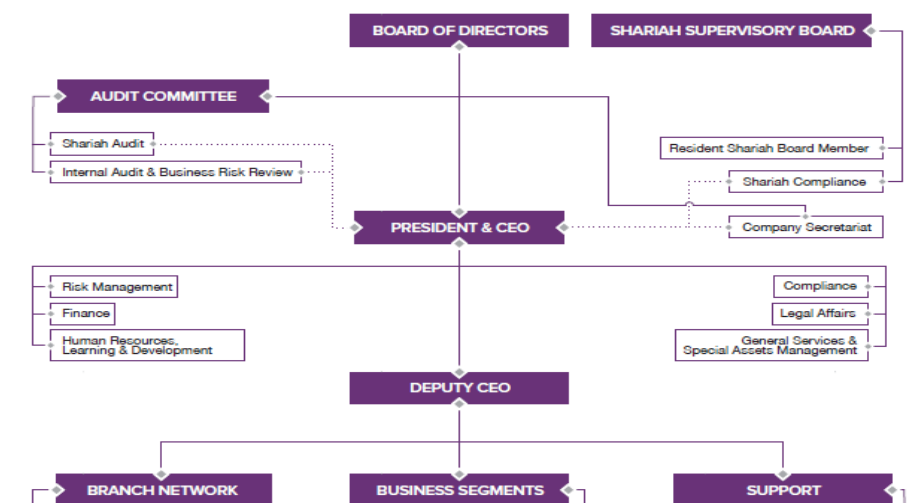 BOARD OF DIRECTORS
SHARIAH SUPERVISORY BOARD
AUDIT COMMITTEE
Shariah Audit
Internal Audit & Business Risk Review
Resident Shariah Board Member
Shariah Compliance
Company Secretariat
PRESIDENT & CEO
Risk Management
Finance
Human Resources,
Learning & Development
Compliance
Legal Affairs
General Services &
Special Assets Management
DEPUTY CEO
BRANCH NETWORK
BUSINESS SEGMENTS
SUPPORT